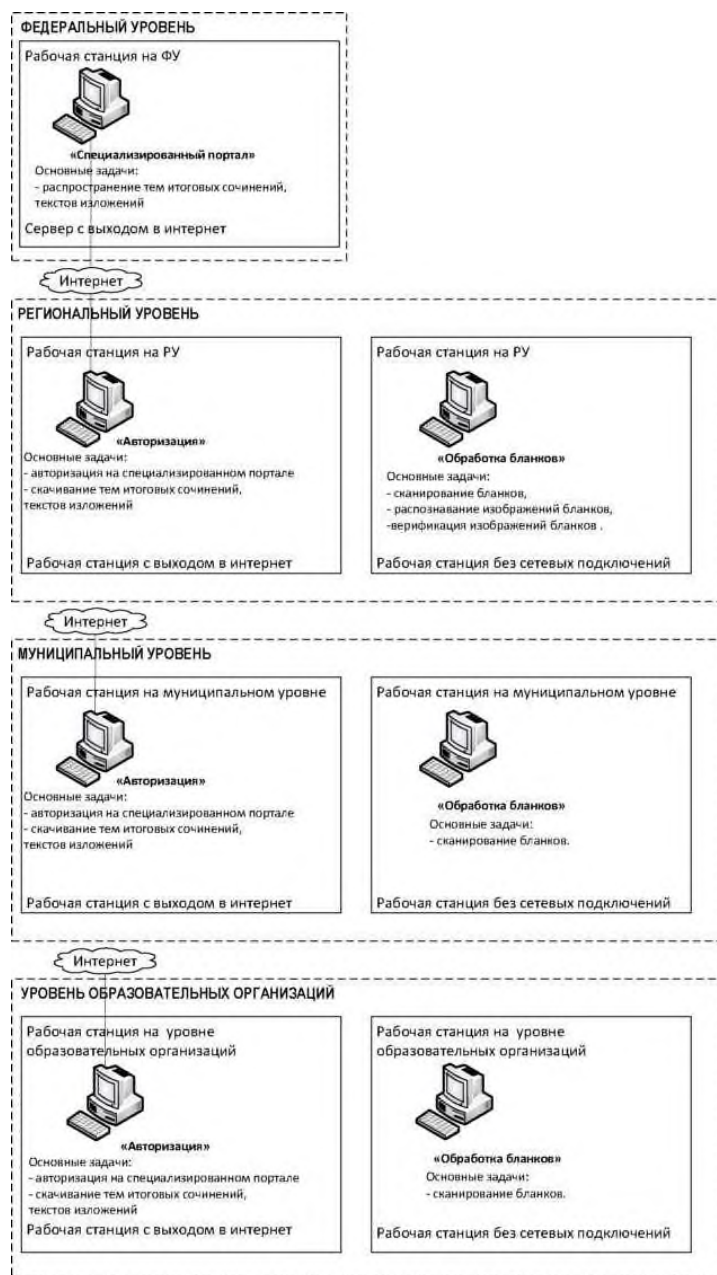 ФЕДЕРАЛЬНЫЙ УРОВЕНЬ
Рабочая станция на ФУ
«Специализированный портал»
Основные задачи:
- распространение тем итоговых сочинений,
текстов изложений
Сервер с выходом в интернет
Интернет
РЕГИОНАЛЬНЫЙ УРОВЕНЬ
Рабочая станция на РУ
«Авторизация»
Основные задачи:
- авторизация на специализированном портале
- скачивание тем итоговых сочинений,
текстов изложений
Рабочая станция с выходом в интернет
Рабочая станция на РУ
«Обработка бланков»
Основные задачи:
- сканирование бланков,
- распознавание изображений бланков,
-верификация изображений бланков .
Рабочая станция без сетевых подключений
Интернет
МУНИЦИПАЛЬНЫЙ УРОВЕНЬ
Рабочая станция на муниципальном уровне
«Авторизация»
Основные задачи:
- авторизация на специализированном портале
- скачивание тем итоговых сочинений,
текстов изложений
Рабочая станция с выходом в интернет
Рабочая станция на муниципальном уровне
«Обработка бланков»
Основные задачи:
- сканирование бланков.
Рабочая станция без сетевых подключений
Интернет
УРОВЕНЬ ОБРАЗОВАТЕЛЬНЫХ ОРГАНИЗАЦИЙ
Рабочая станция на уровне
образовательных организаций
«Авторизация»
Основные задачи:
- авторизация на специализированном портале
- скачивание тем итоговых сочинений,
текстов изложений
Рабочая станция с выходом в интернет
Рабочая станция на уровне
образовательных организаций
«Обработка бланков»
Основные задачи:
- сканирование бланков.
Рабочая станция без сетевых подключений